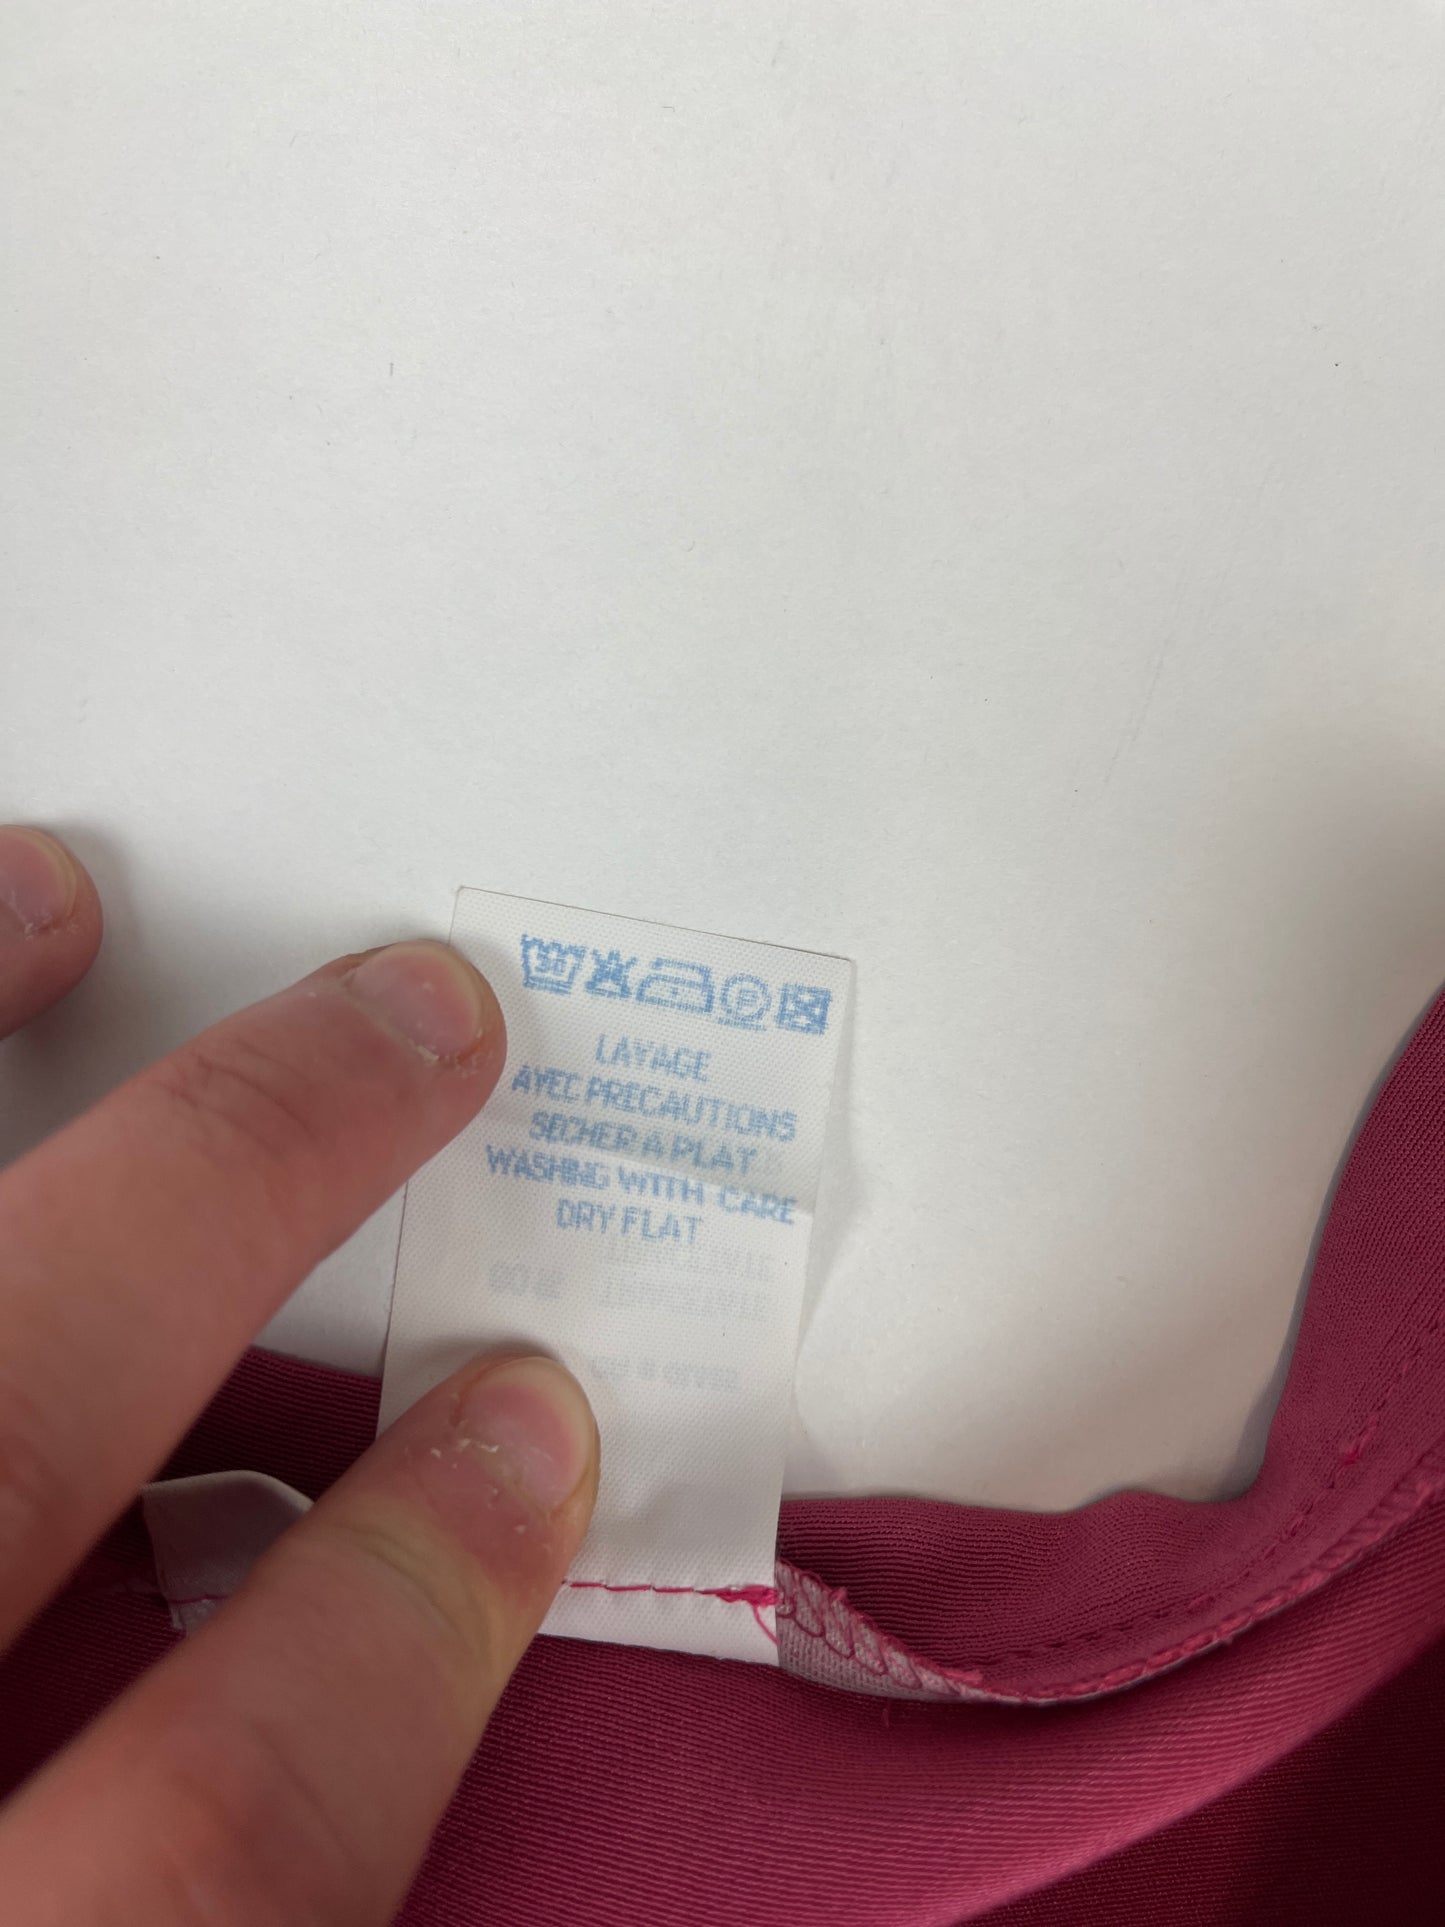 30
P
LAVAGE
AVEC PRECAUTIONS
SECHER A PLAT
WASHING WITH CARE
DRY FLAT